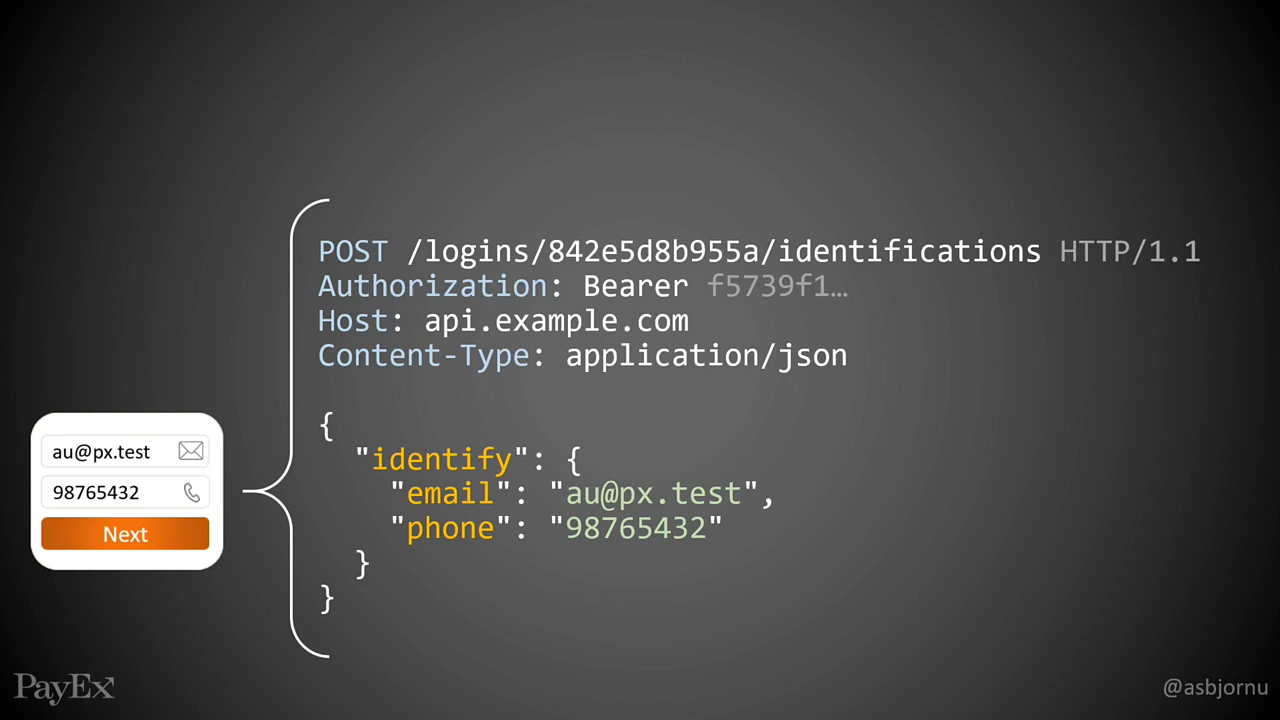 POST /logins/842e5d8b955a/identifications HTTP/1.1
Authorization: Bearer f5739f1…
Host: api.example.com
Content-Type: application/json
{
"identify": {
"email": "au@px.test",
"phone": "98765432"
}
}
au@px.test
98765432
Next
PayEx
@asbjornu